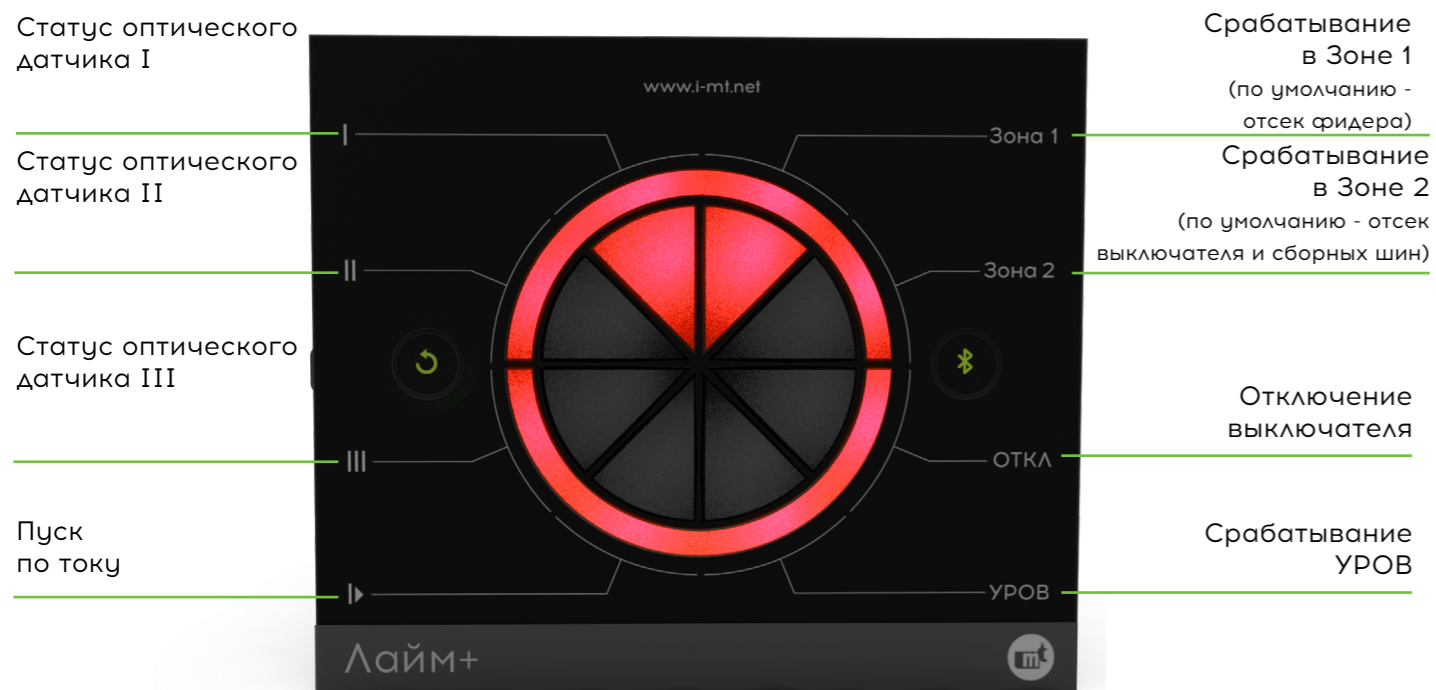 Статус оптического
датчика I
Статус оптического
датчика II
Статус оптического
датчика III
Пуск
по току
www.i-mt.net
I
II
III
I
Зона 1
Зона 2
ОТКЛ
УРОВ
Лайм+
mt
Срабатывание
в Зоне 1
(по умолчанию -
отсек фидера)
Срабатывание
в Зоне 2
(по умолчанию - отсек
выключателя и сборных шин)
Отключение
выключателя
Срабатывание
УРОВ